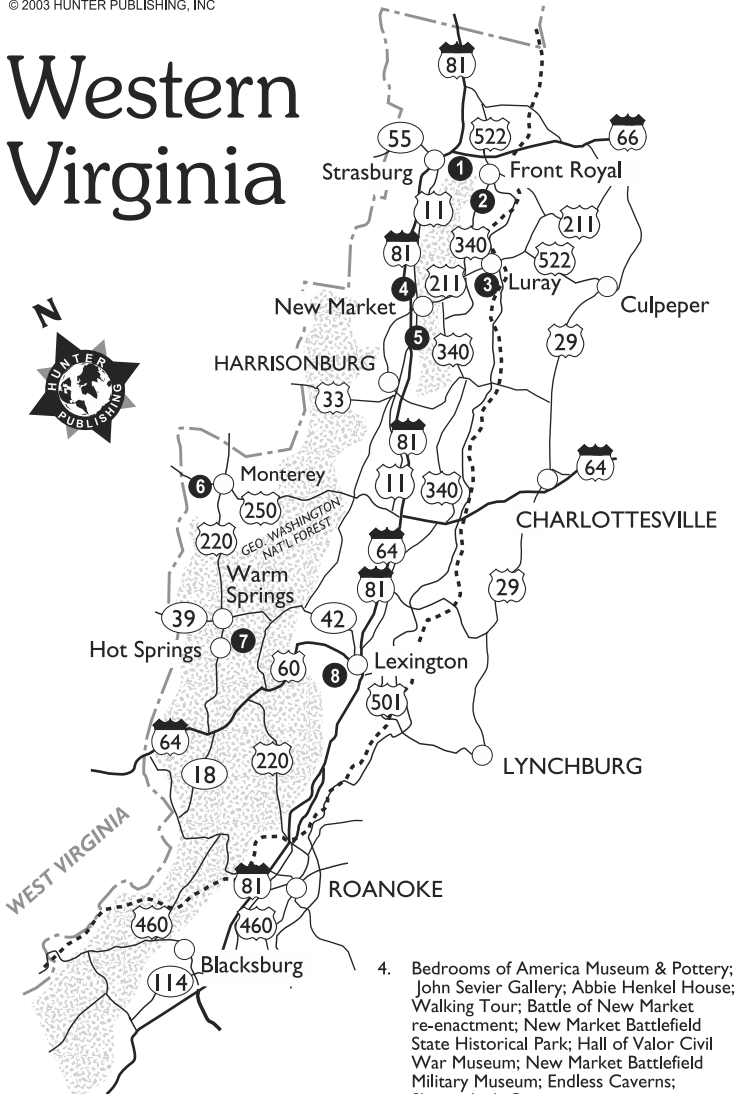 © 2003 HUNTER PUBLISHING, INC
Western
Virginia
81
55
522
66
Strasburg
1
Front Royal
11
2
211
340
81
522
4
211
3
Luray
New Market
Culpeper
5
29
340
HARRISONBURG
33
N
HUNTER
PUBLISHING
81
64
6
Monterey
11
340
250
CHARLOTTESVILLE
GEO. WASHINGTON
NAT'L FOREST
220
64
Warm
Springs
81
29
39
42
Hot Springs
7
60
8
Lexington
501
64
18
220
LYNCHBURG
WEST VIRGINIA
81
ROANOKE
460
460
Blacksburg
114
4. Bedrooms of America Museum & Pottery;
John Sevier Gallery; Abbie Henkel House;
Walking Tour; Battle of New Market
re-enactment; New Market Battlefield
State Historical Park; Hall of Valor Civil
War Museum; New Market Battlefield
Military Museum; Endless Caverns;